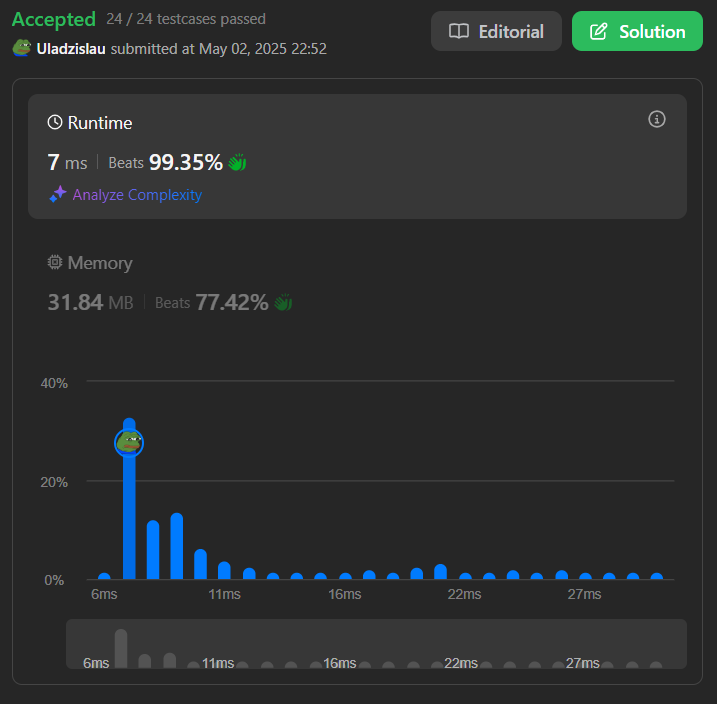 Accepted 24 / 24 testcases passed
Uladzislau submitted at May 02, 2025 22:52
Editorial
Solution
Runtime
7 ms Beats 99.35%
Analyze Complexity
Memory
31.84 MB Beats 77.42%
40%
20%
0%
6ms 11ms 16ms 22ms 27ms
6ms 11ms 16ms 22ms 27ms